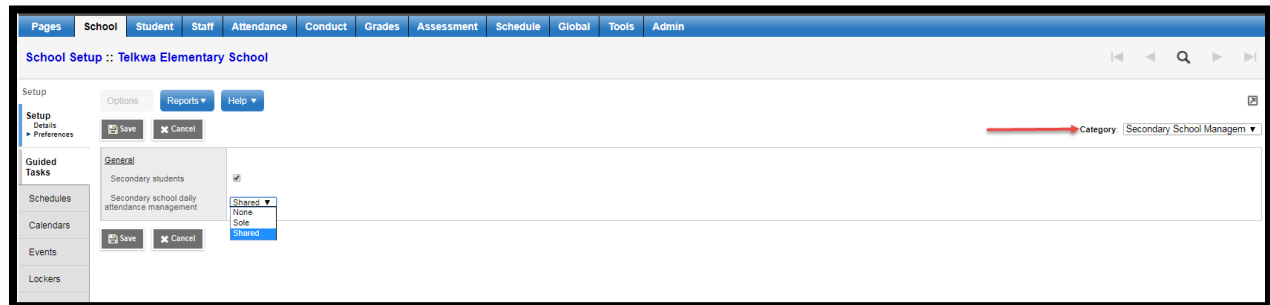 Pages School Student Staff Attendance Conduct Grades Assessment Schedule Global Tools Admin
School Setup :: Telkwa Elementary School
Setup
Options Reports Help
Setup
Details
Preferences
Save Cancel
Category: Secondary School Managem
Guided
Tasks
General
Secondary students
Schedules
Secondary school daily
attendance management
Shared
None
Sole
Shared
Calendars
Save Cancel
Events
Lockers